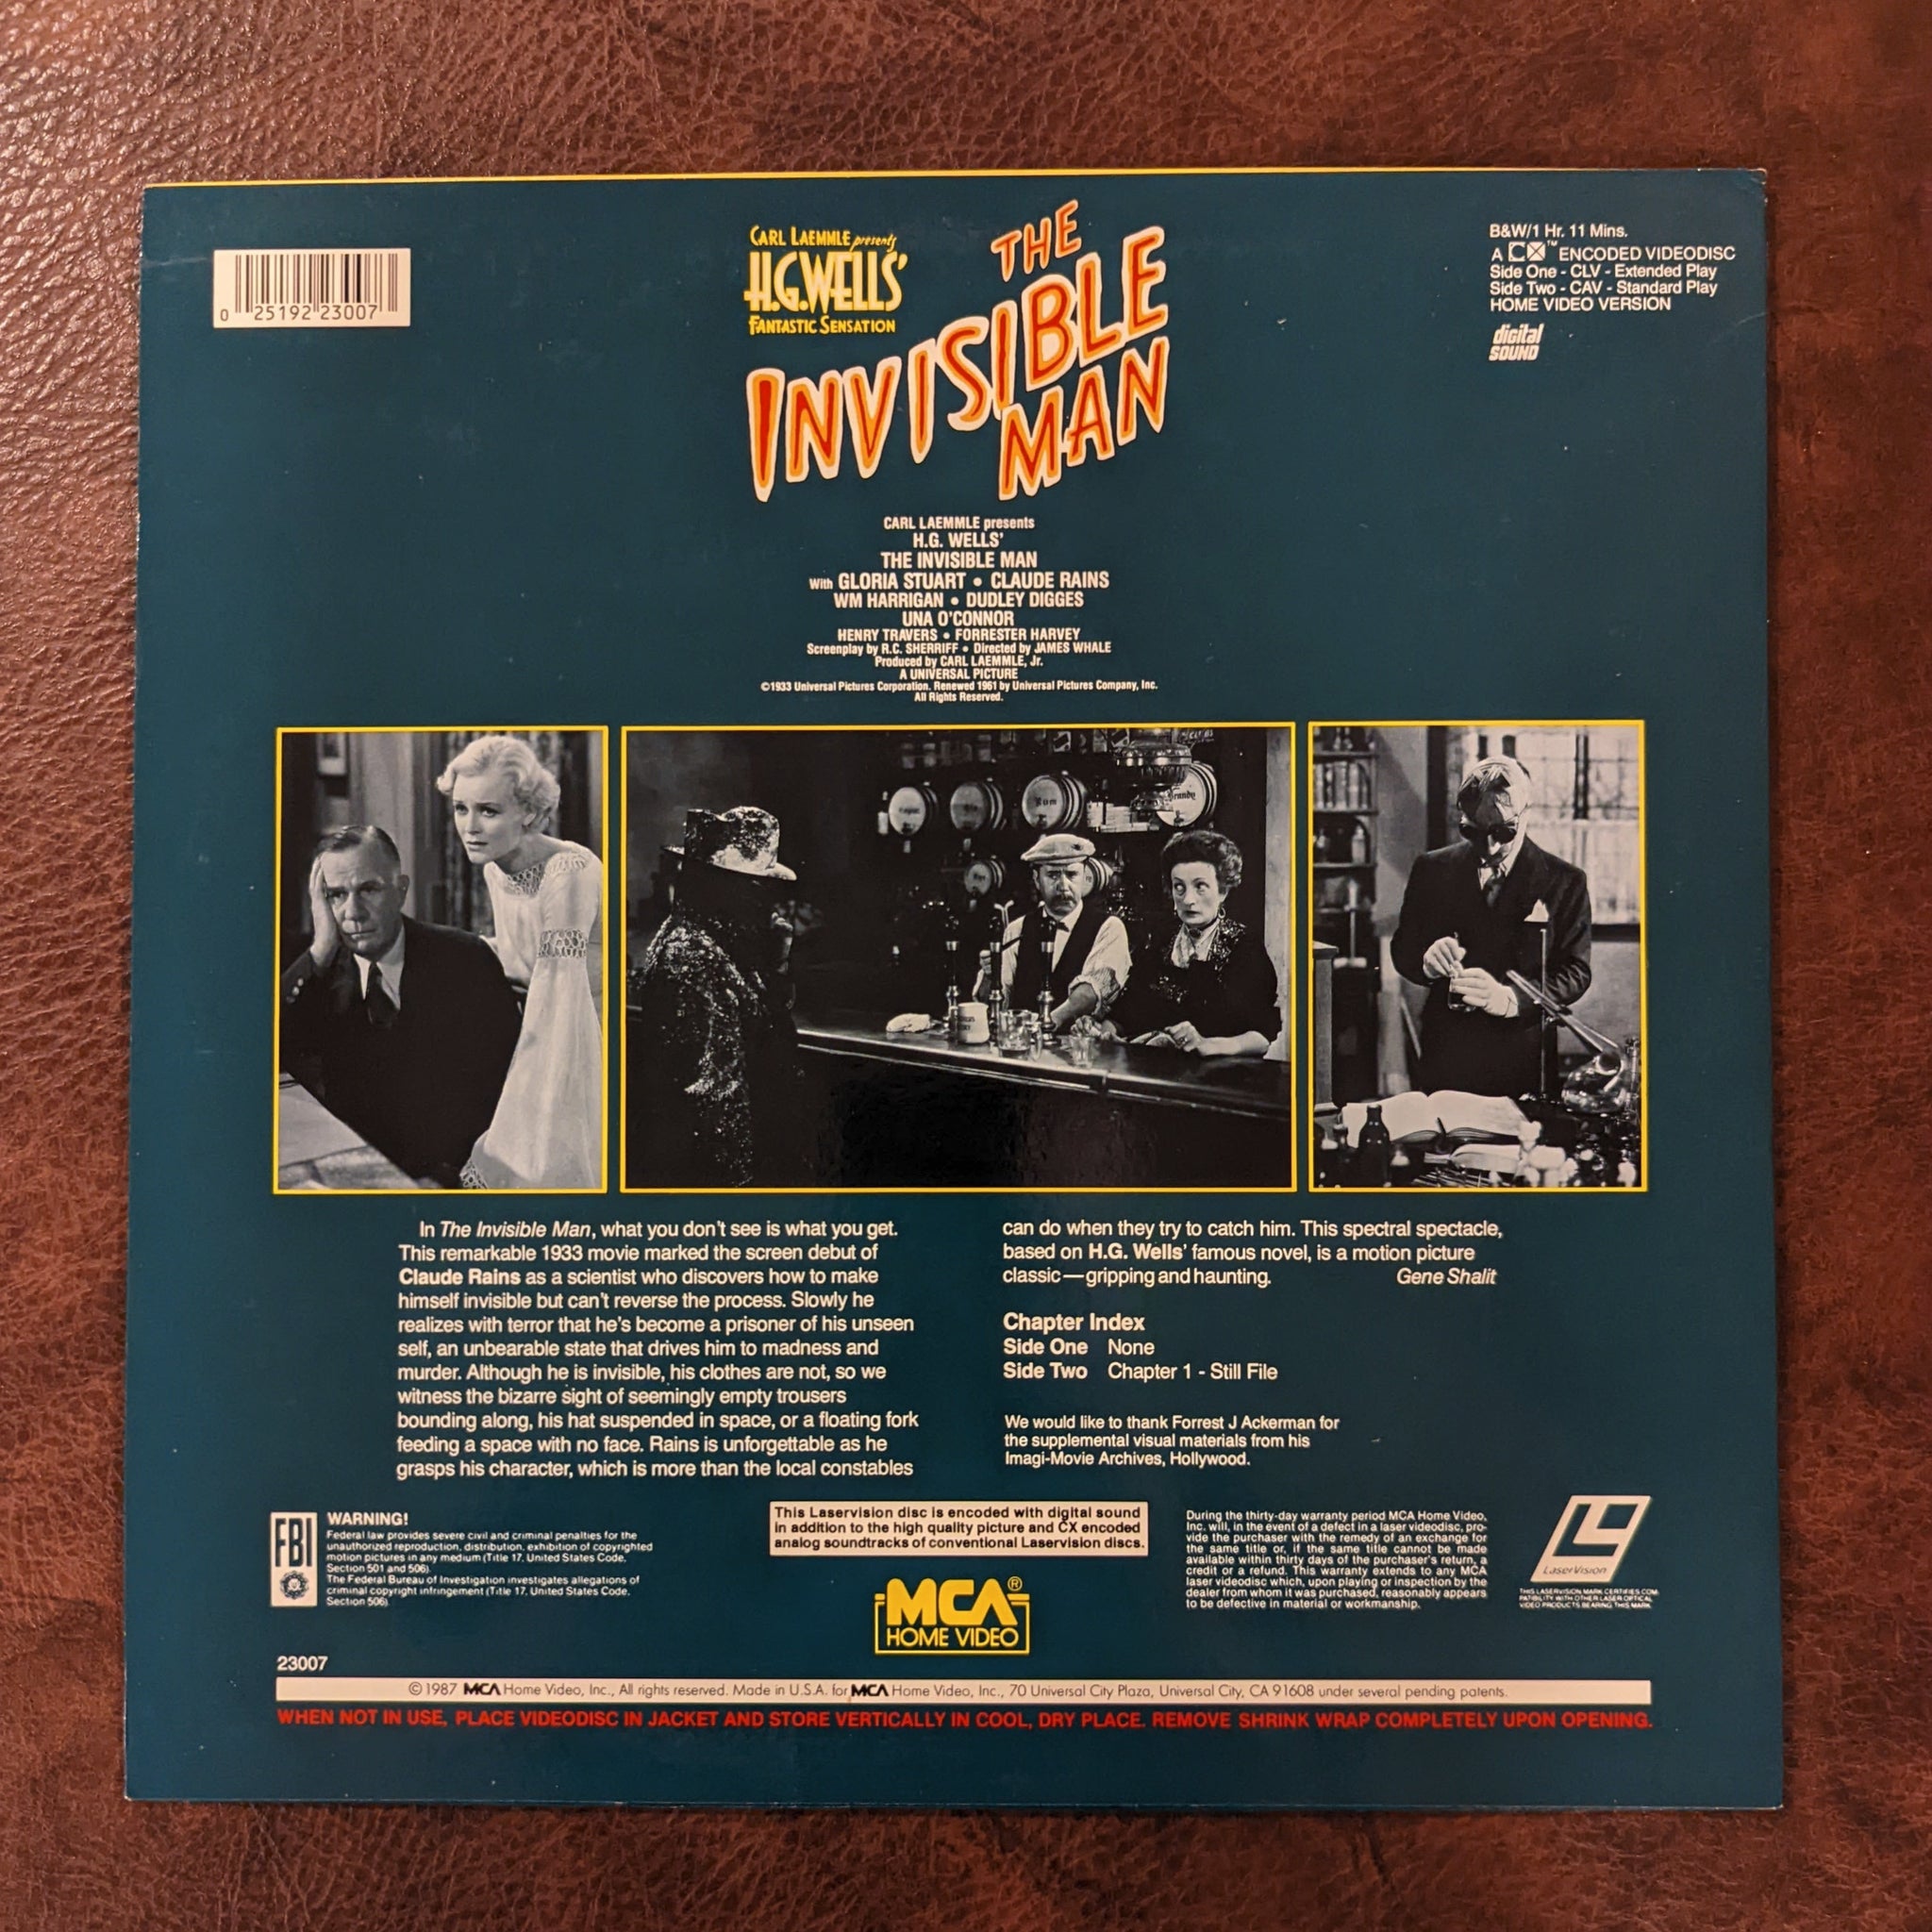 0 25192 23007
CARL LAEMMLE presents
H.G. WELLS'
FANTASTIC SENSATION
THE
INVISIBLE
MAN
B&W/1 Hr. 11 Mins.
A CX™ ENCODED VIDEODISC
Side One - CLV - Extended Play
Side Two - CAV - Standard Play
HOME VIDEO VERSION
digital
SOUND
CARL LAEMMLE presents
H.G. WELLS'
THE INVISIBLE MAN
With GLORIA STUART • CLAUDE RAINS
WM HARRIGAN • DUDLEY DIGGES
UNA O'CONNOR
HENRY TRAVERS • FORRESTER HARVEY
Screenplay by R.C. SHERRIFF • Directed by JAMES WHALE
Produced by CARL LAEMMLE, Jr.
A UNIVERSAL PICTURE
©1933 Universal Pictures Corporation. Renewed 1961 by Universal Pictures Company, Inc.
All Rights Reserved.
Rum
Brandy
In The Invisible Man, what you don't see is what you get.
This remarkable 1933 movie marked the screen debut of
Claude Rains as a scientist who discovers how to make
himself invisible but can't reverse the process. Slowly he
realizes with terror that he's become a prisoner of his unseen
self, an unbearable state that drives him to madness and
murder. Although he is invisible, his clothes are not, so we
witness the bizarre sight of seemingly empty trousers
bounding along, his hat suspended in space, or a floating fork
feeding a space with no face. Rains is unforgettable as he
grasps his character, which is more than the local constables
can do when they try to catch him. This spectral spectacle,
based on H.G. Wells' famous novel, is a motion picture
classic—gripping and haunting. Gene Shalit
Chapter Index
Side One None
Side Two Chapter 1 - Still File
We would like to thank Forrest J Ackerman for
the supplemental visual materials from his
Imagi-Movie Archives, Hollywood.
FBI
WARNING!
Federal law provides severe civil and criminal penalties for the
unauthorized reproduction, distribution, exhibition of copyrighted
motion pictures in any medium (Title 17, United States Code,
Section 501 and 506).
The Federal Bureau of Investigation investigates allegations of
criminal copyright infringement (Title 17, United States Code,
Section 506).
This Laservision disc is encoded with digital sound
in addition to the high quality picture and CX encoded
analog soundtracks of conventional Laservision discs.
MCA®
HOME VIDEO
During the thirty-day warranty period MCA Home Video,
Inc. will, in the event of a defect in a laser videodisc, pro-
vide the purchaser with the remedy of an exchange for
the same title or, if the same title cannot be made
available within thirty days of the purchaser's return, a
credit or a refund. This warranty extends to any MCA
laser videodisc which, upon playing or inspection by the
dealer from whom it was purchased, reasonably appears
to be defective in material or workmanship.
LaserVision
THIS LASERVISION MARK CERTIFIES COM-
PATIBILITY WITH OTHER LASER OPTICAL
VIDEO PRODUCTS BEARING THIS MARK.
23007
©1987 MCA Home Video, Inc., All rights reserved. Made in U.S.A. for MCA Home Video, Inc., 70 Universal City Plaza, Universal City, CA 91608 under several pending patents.
WHEN NOT IN USE, PLACE VIDEODISC IN JACKET AND STORE VERTICALLY IN COOL, DRY PLACE. REMOVE SHRINK WRAP COMPLETELY UPON OPENING.